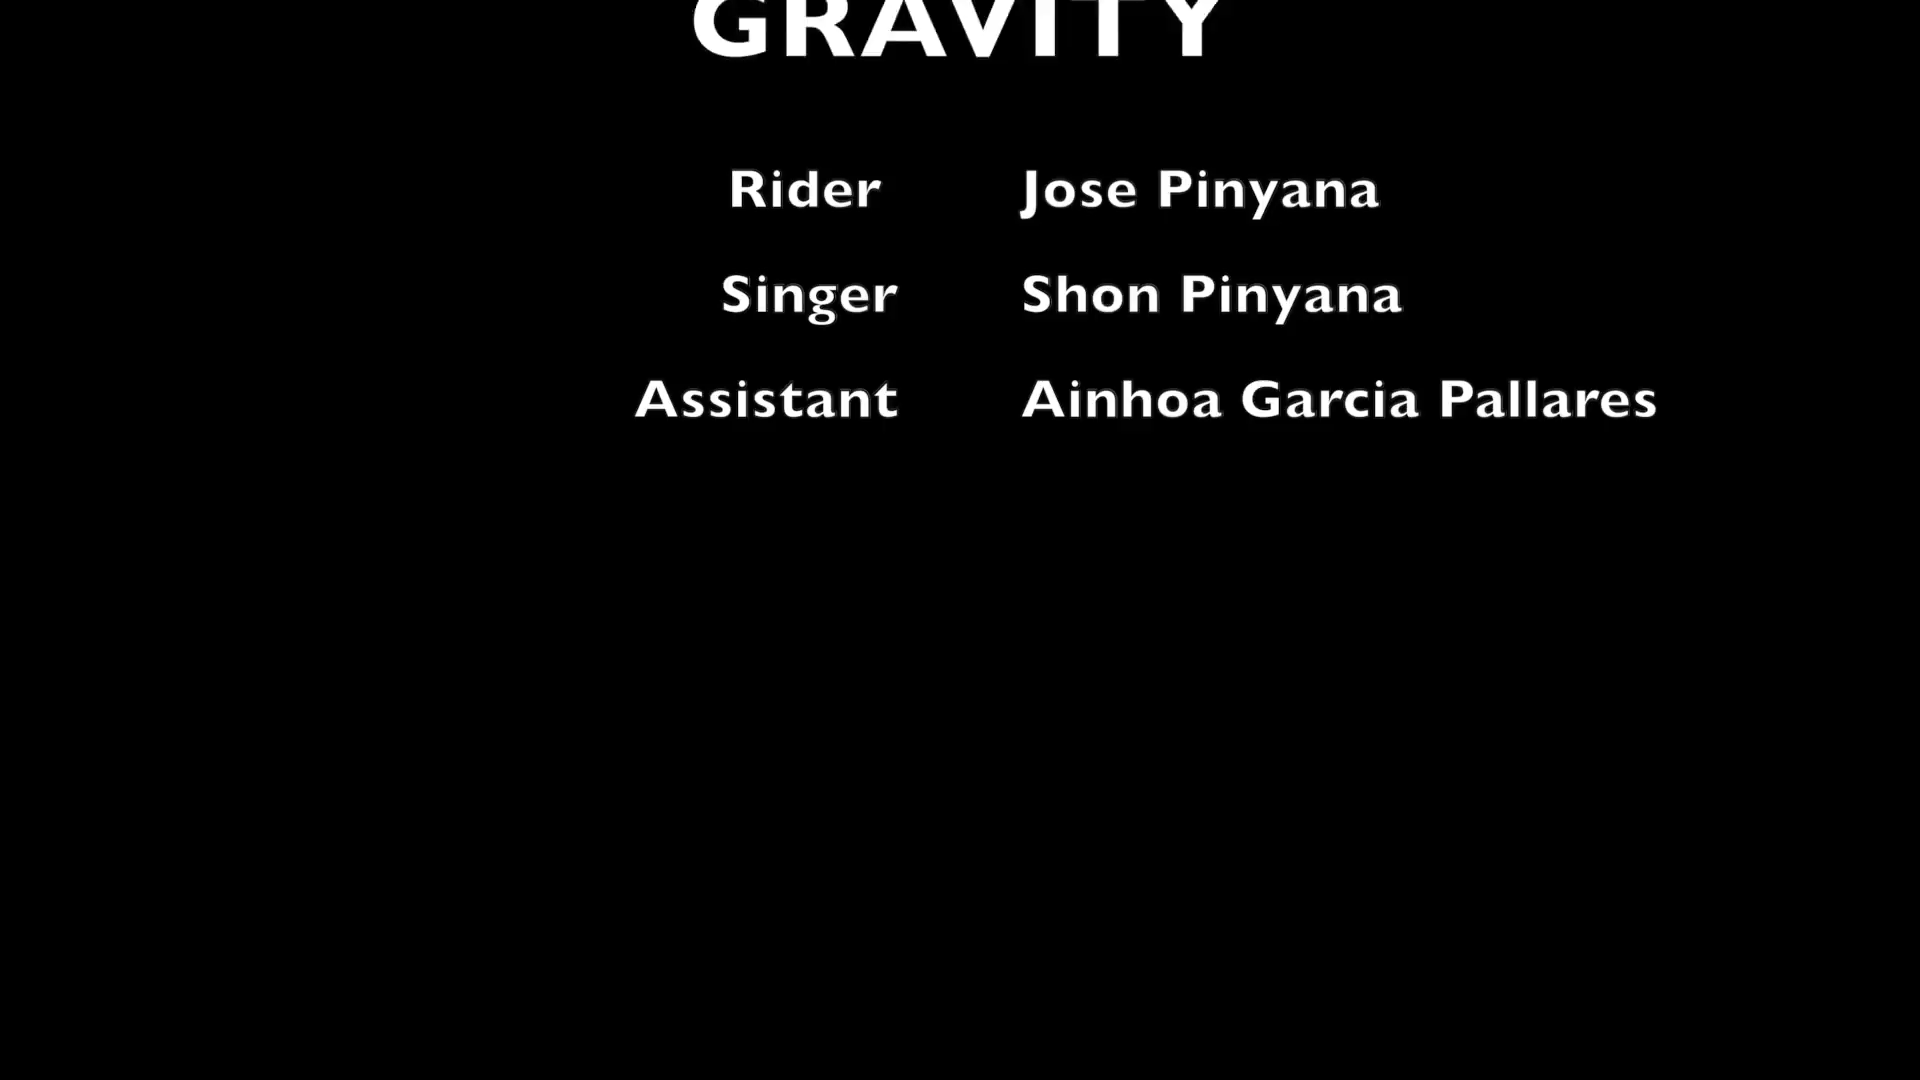 GRAVITY
Rider Jose Pinyana
Singer Shon Pinyana
Assistant Ainhoa Garcia Pallares